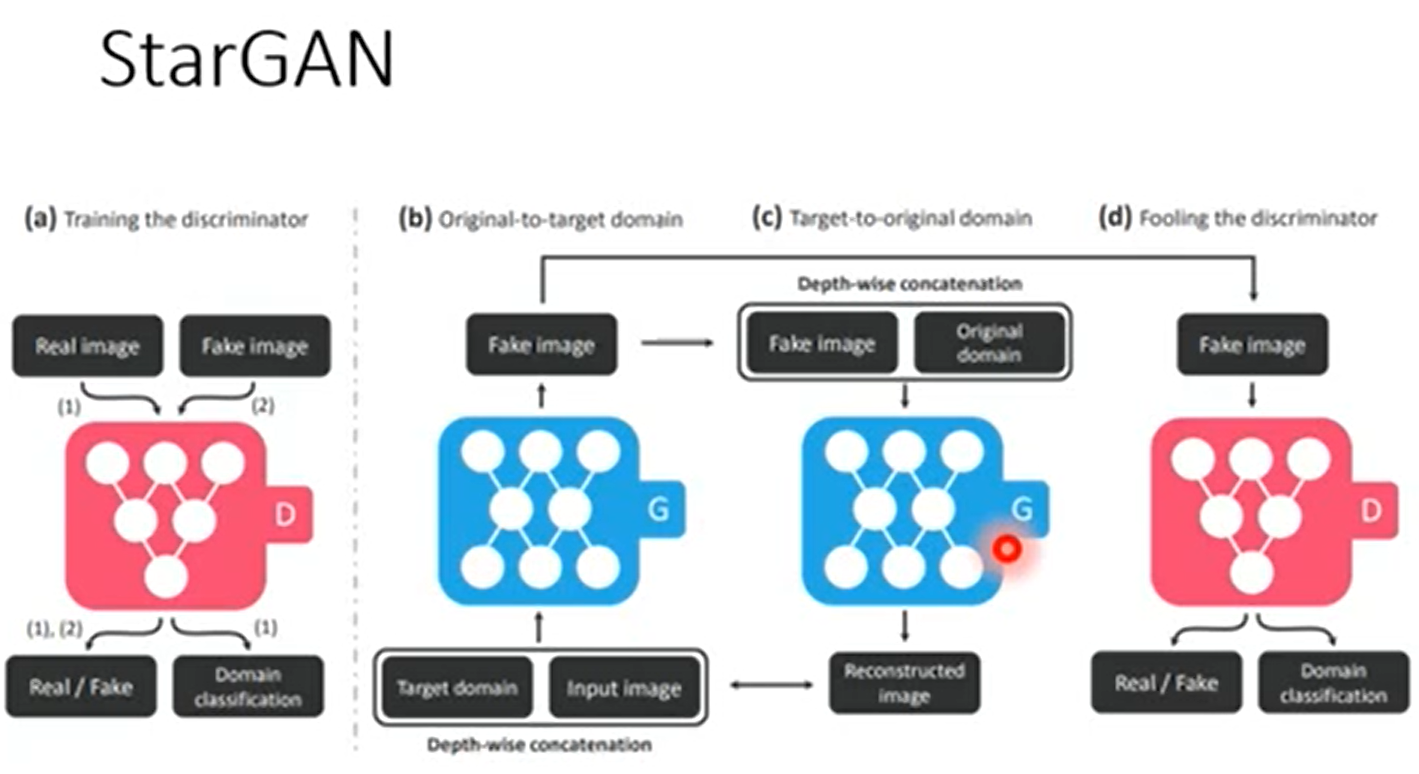 StarGAN
(a) Training the discriminator
(b) Original-to-target domain
(c) Target-to-original domain
(d) Fooling the discriminator
Real image
Fake image
(1)
(2)
D
(1), (2)
(1)
Real / Fake
Domain
classification
Fake image
G
Target domain
Input image
Depth-wise concatenation
Depth-wise concatenation
Fake image
Original
domain
G
Reconstructed
image
Fake image
D
Real / Fake
Domain
classification